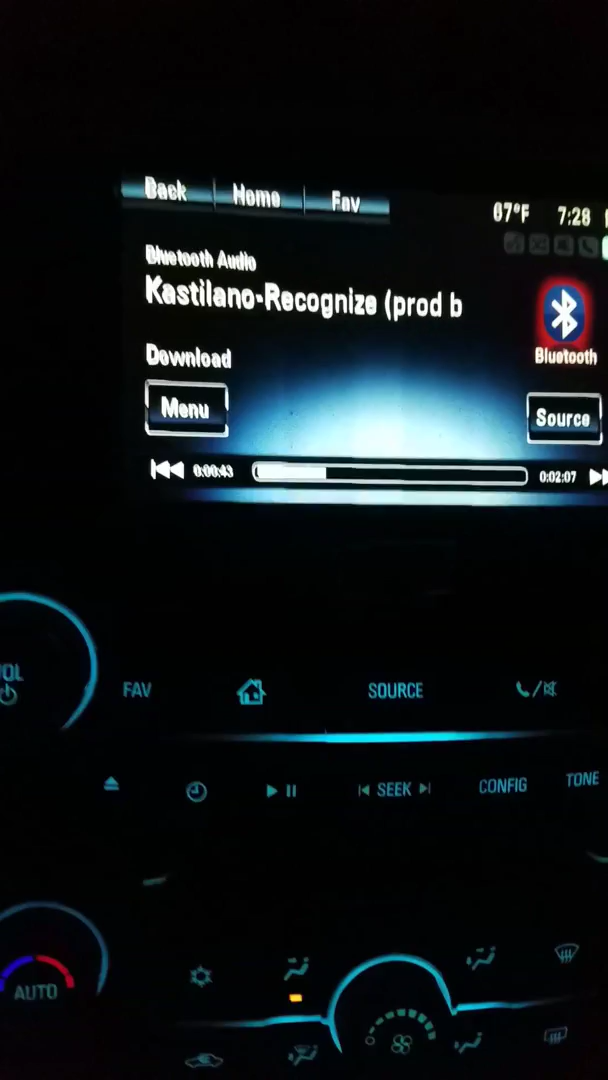 Back Home Fav
67°F 7:28
Bluetooth Audio
Kastilano-Recognize (prod b
Download
Bluetooth
Menu
Source
0:00:43
0:02:07
VOL
FAV
SOURCE
SEEK
CONFIG
TONE
AUTO